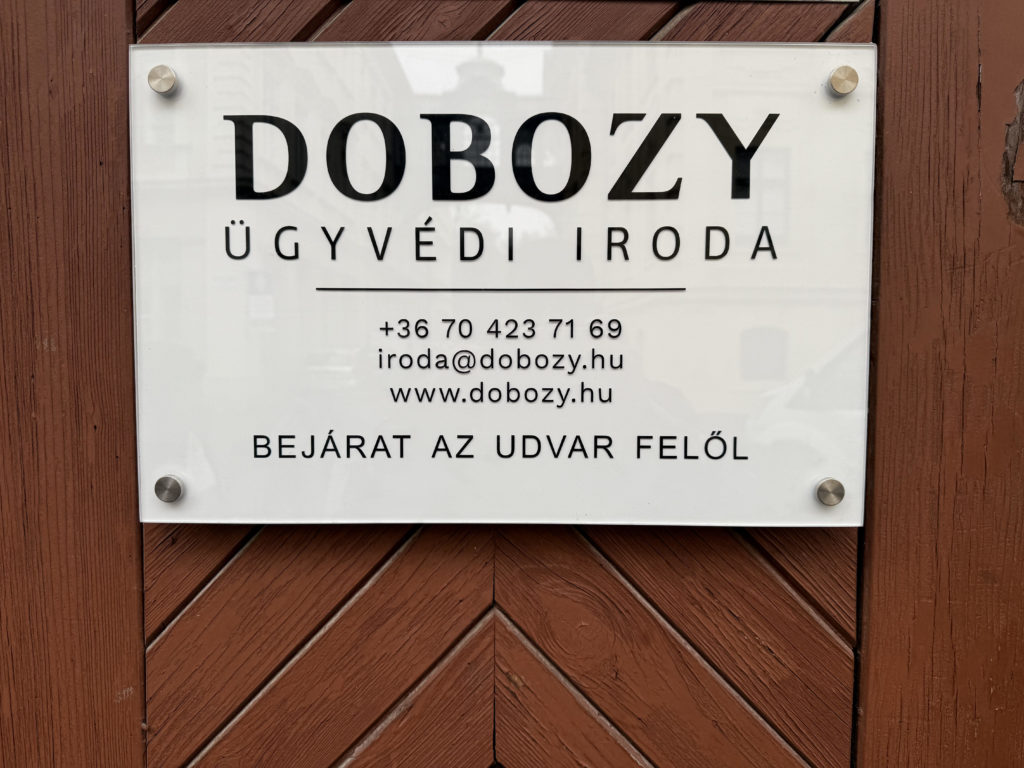 DOBOZY
ÜGYVÉDI IRODA
+36 70 423 71 69
iroda@dobozy.hu
www.dobozy.hu
BEJÁRAT AZ UDVAR FELŐL